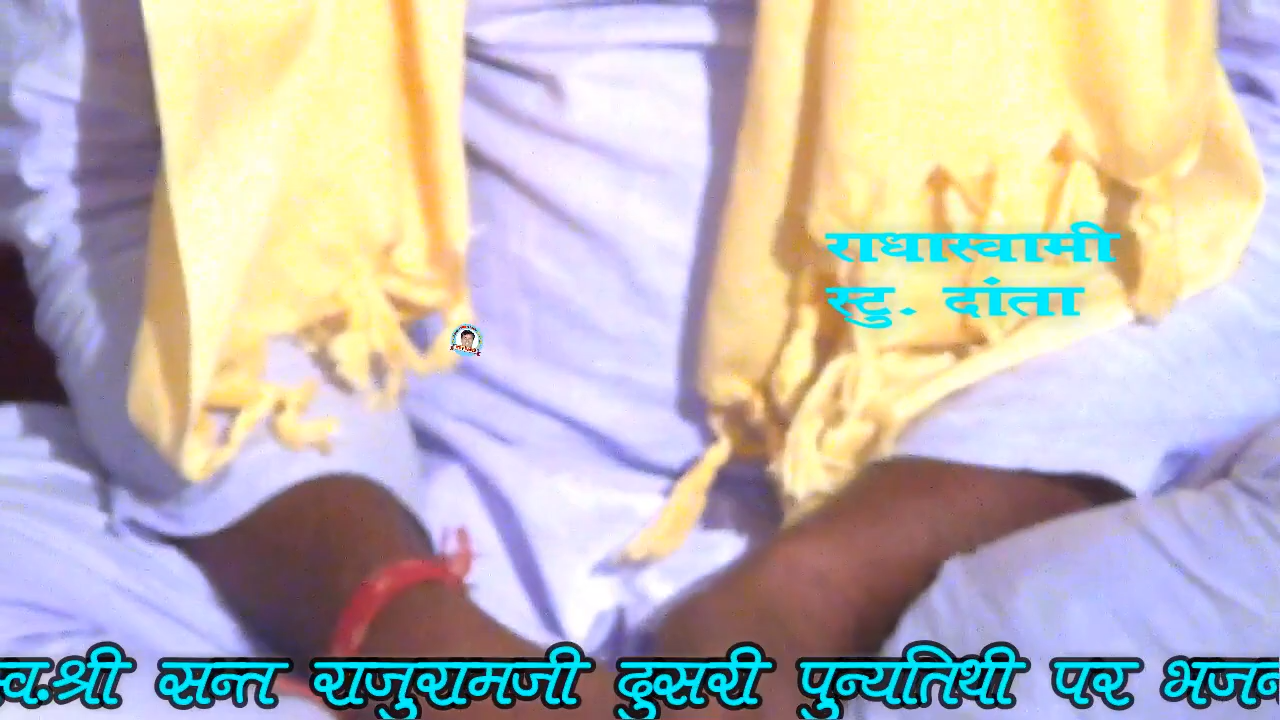 राधास्वामी
स्टु. दांता
स्व.श्री सन्त राजुरामजी दुसरी पुन्यतिथी पर भजन